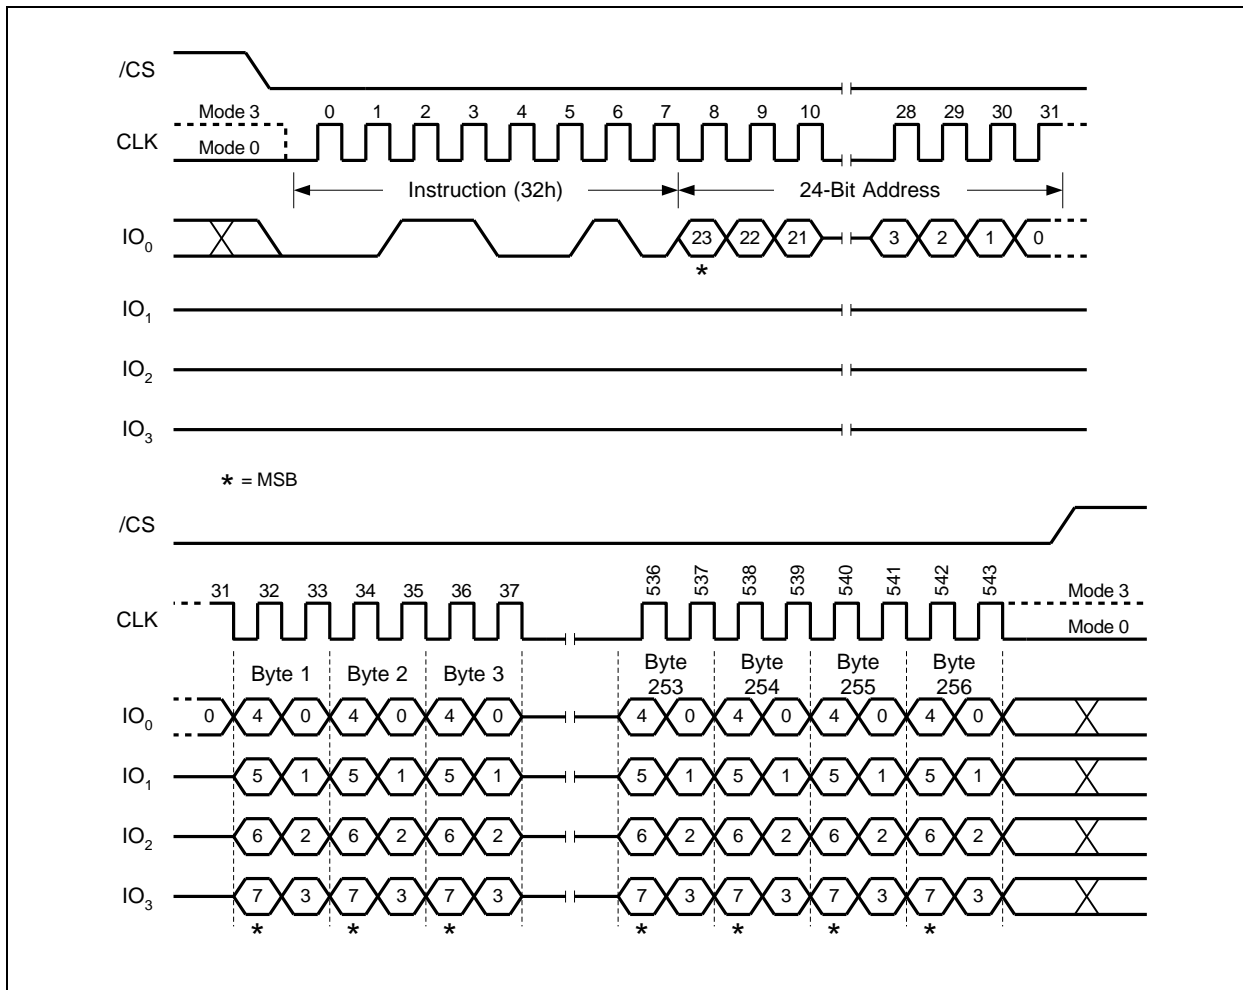 /CS
Mode 3 0 1 2 3 4 5 6 7 8 9 10 28 29 30 31
CLK
Mode 0
Instruction (32h) 24-Bit Address
IO0 23 22 21 3 2 1 0
*
IO1
IO2
IO3
* = MSB
/CS
31 32 33 34 35 36 37 536 537 538 539 540 541 542 543 Mode 3
CLK
Mode 0
Byte 1 Byte 2 Byte 3 Byte 253 Byte 254 Byte 255 Byte 256
IO0 0 4 0 4 0 4 0 4 0 4 0 4 0 4 0
IO1 5 1 5 1 5 1 5 1 5 1 5 1 5 1
IO2 6 2 6 2 6 2 6 2 6 2 6 2 6 2
IO3 7 3 7 3 7 3 7 3 7 3 7 3 7 3
* * * * * * *